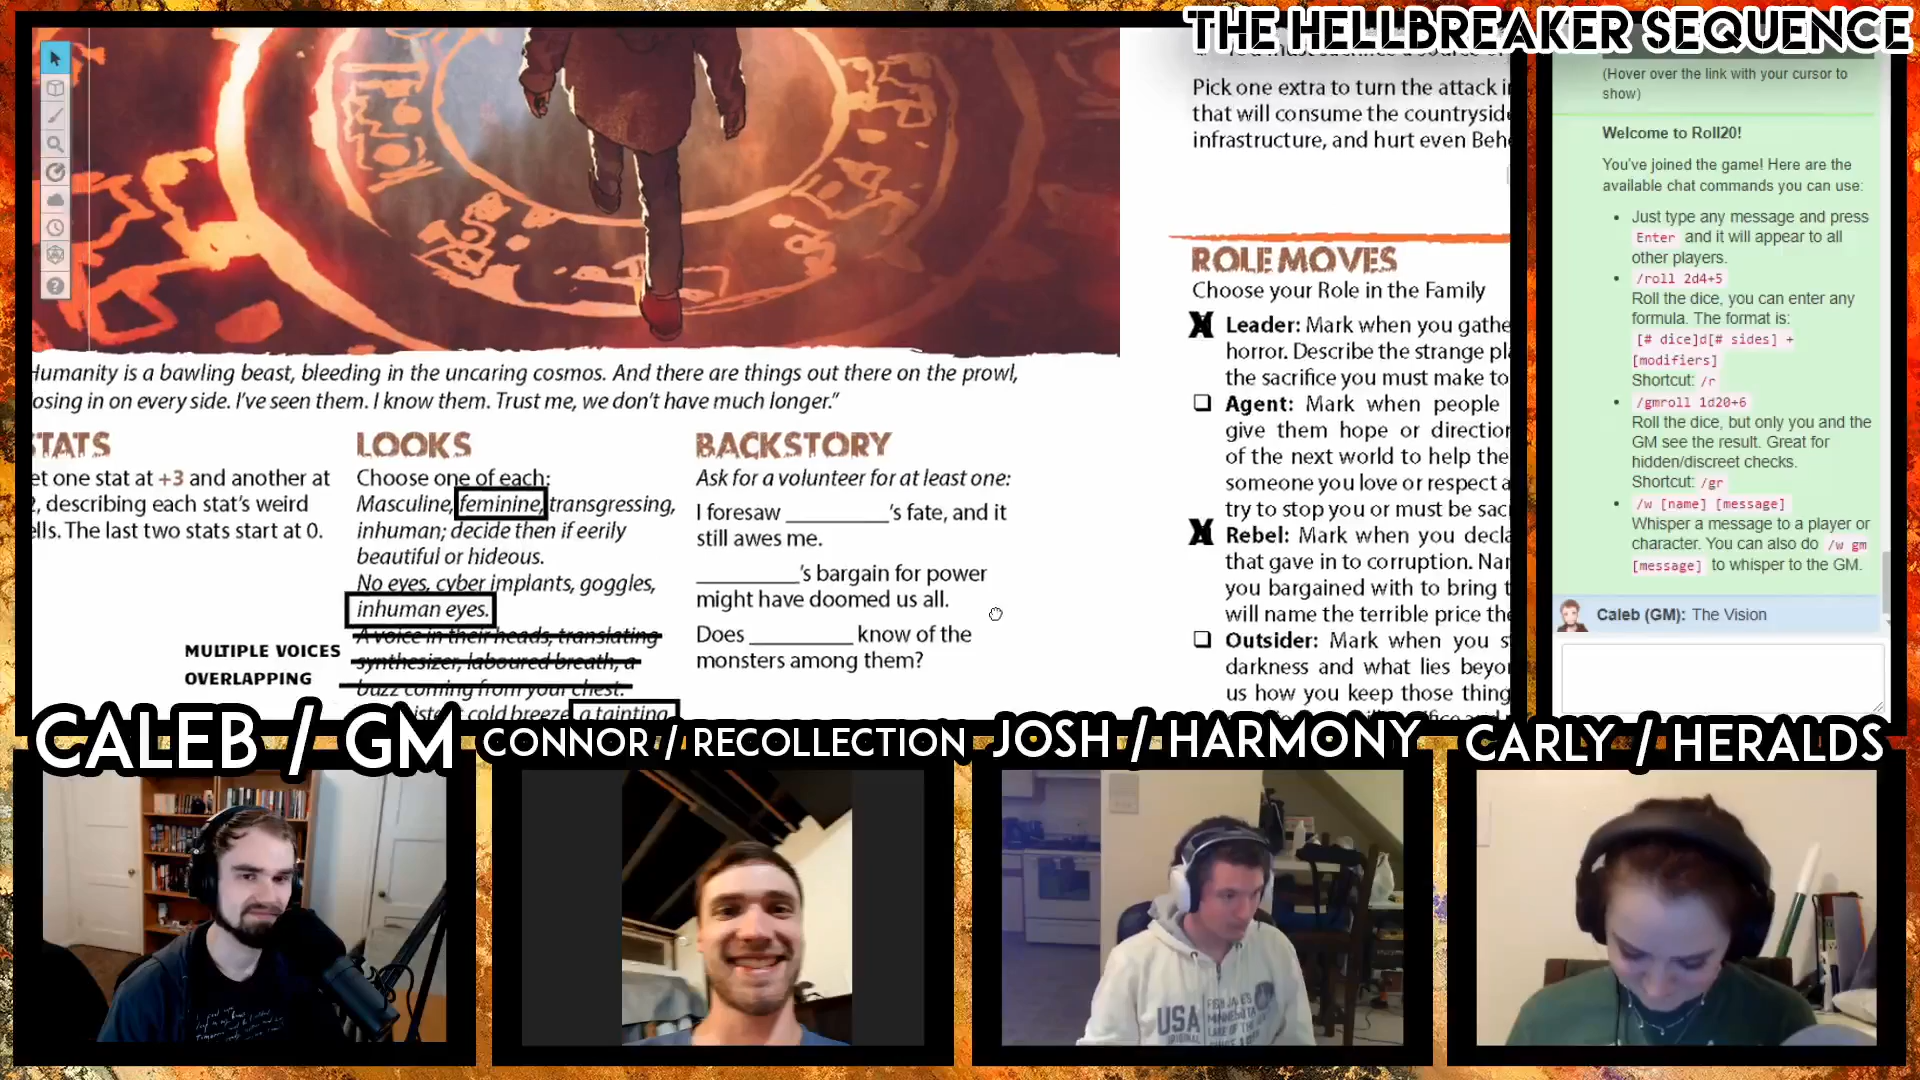 THE HELLBREAKER SEQUENCE
Pick one extra to turn the attack
that will consume the countryside
infrastructure, and hurt even Behe
ROLE MOVES
Choose your Role in the Family
X Leader: Mark when you gathe
horror. Describe the strange pl
the sacrifice you must make to
Agent: Mark when people
give them hope or direction
of the next world to help the
someone you love or respect a
try to stop you or must be sac
X Rebel: Mark when you decla
that gave in to corruption. Nar
you bargained with to bring t
will name the terrible price the
Outsider: Mark when you s
darkness and what lies beyo
us how you keep those thing
Humanity is a bawling beast, bleeding in the uncaring cosmos. And there are things out there on the prowl,
osing in on every side. I've seen them. I know them. Trust me, we don't have much longer."
STATS
et one stat at +3 and another at
2, describing each stat's weird
ells. The last two stats start at 0.
LOOKS
Choose one of each:
Masculine, feminine, transgressing,
inhuman; decide then if eerily
beautiful or hideous.
No eyes, cyber implants, goggles,
inhuman eyes.
A voice in their heads, translating
synthesizer, laboured breath, a
buzz coming from your chest.
cold breeze, a tainting
MULTIPLE VOICES
OVERLAPPING
BACKSTORY
Ask for a volunteer for at least one:
I foresaw _________'s fate, and it
still awes me.
_________'s bargain for power
might have doomed us all.
Does _________ know of the
monsters among them?
(Hover over the link with your cursor to
show)
Welcome to Roll20!
You've joined the game! Here are the
available chat commands you can use:
• Just type any message and press
Enter and it will appear to all
other players.
• /roll 2d4+5
Roll the dice, you can enter any
formula. The format is:
[# dice]d[# sides] +
[modifiers]
Shortcut: /r
• /gmroll 1d20+6
Roll the dice, but only you and the
GM see the result. Great for
hidden/discreet checks.
Shortcut: /gr
• /w [name] [message]
Whisper a message to a player or
character. You can also do /w gm
[message] to whisper to the GM.
Caleb (GM): The Vision
CALEB / GM
CONNOR / RECOLLECTION
JOSH / HARMONY
CARLY / HERALDS
USA